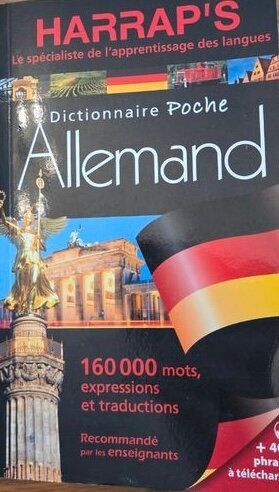 HARRAP'S
Le spécialiste de l'apprentissage des langues
Dictionnaire Poche
Allemand
160 000 mots,
expressions
et traductions
Recommandé
par les enseignants